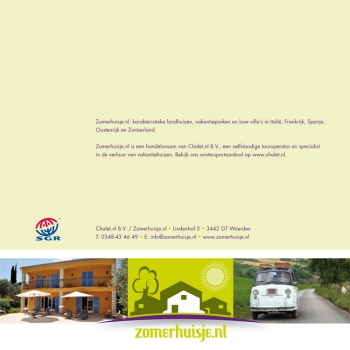 Zomerhuisje.nl: karakteristieke landhuizen, vakantieparken en luxe villa's in Italië, Frankrijk, Spanje,
Oostenrijk en Zwitserland.
Zomerhuisje.nl is een handelsnaam van Chalet.nl B.V., een zelfstandige touroperator en specialist
in de verhuur van vakantiehuizen. Bekijk ons wintersportaanbod op www.chalet.nl.
Chalet.nl B.V. / Zomerhuisje.nl • Lindenhof 5 • 3442 GT Woerden
T: 0348-43 46 49 • E: info@zomerhuisje.nl • www.zomerhuisje.nl
SGR
zomerhuisje.nl